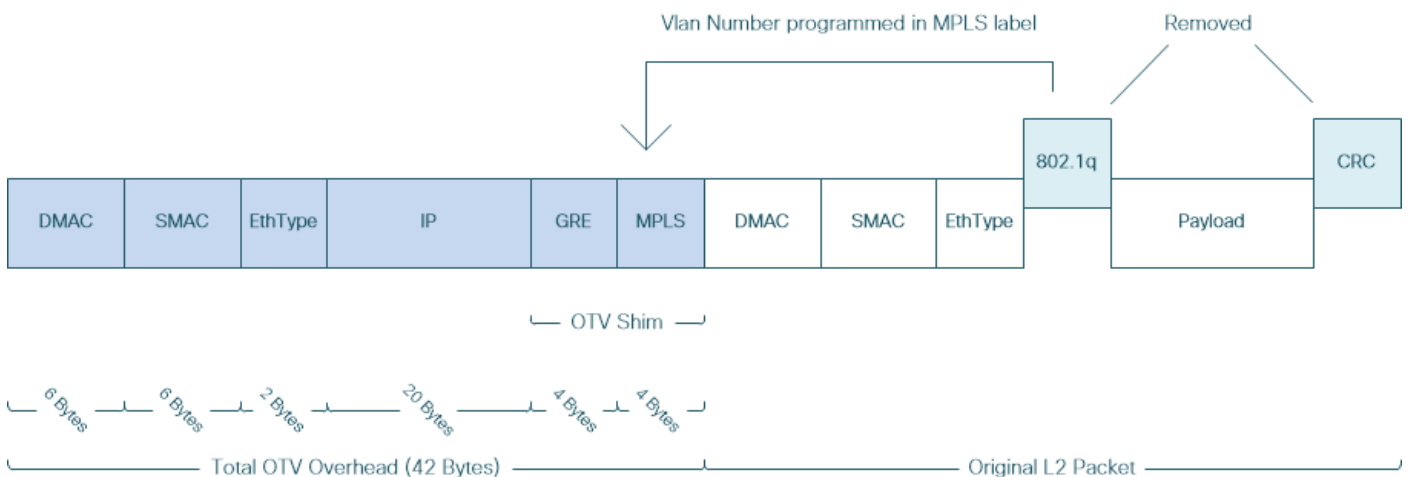 Vlan Number programmed in MPLS label
Removed
802.1q
CRC
DMAC
SMAC
EthType
IP
GRE
MPLS
DMAC
SMAC
EthType
Payload
OTV Shim
6 Bytes
6 Bytes
2 Bytes
20 Bytes
4 Bytes
4 Bytes
Total OTV Overhead (42 Bytes)
Original L2 Packet